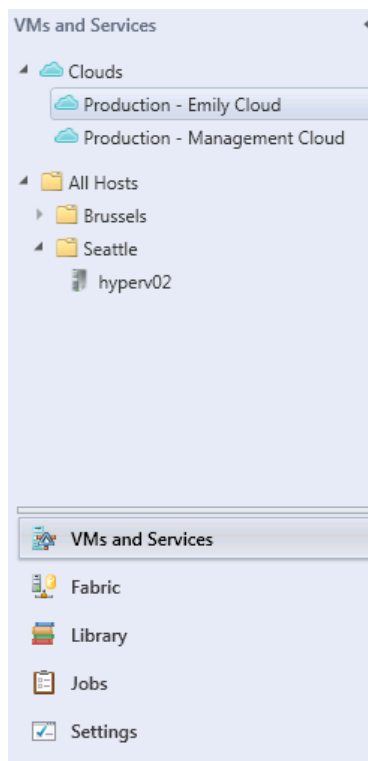 VMs and Services
Clouds
Production - Emily Cloud
Production - Management Cloud
All Hosts
Brussels
Seattle
hyperv02
VMs and Services
Fabric
Library
Jobs
Settings